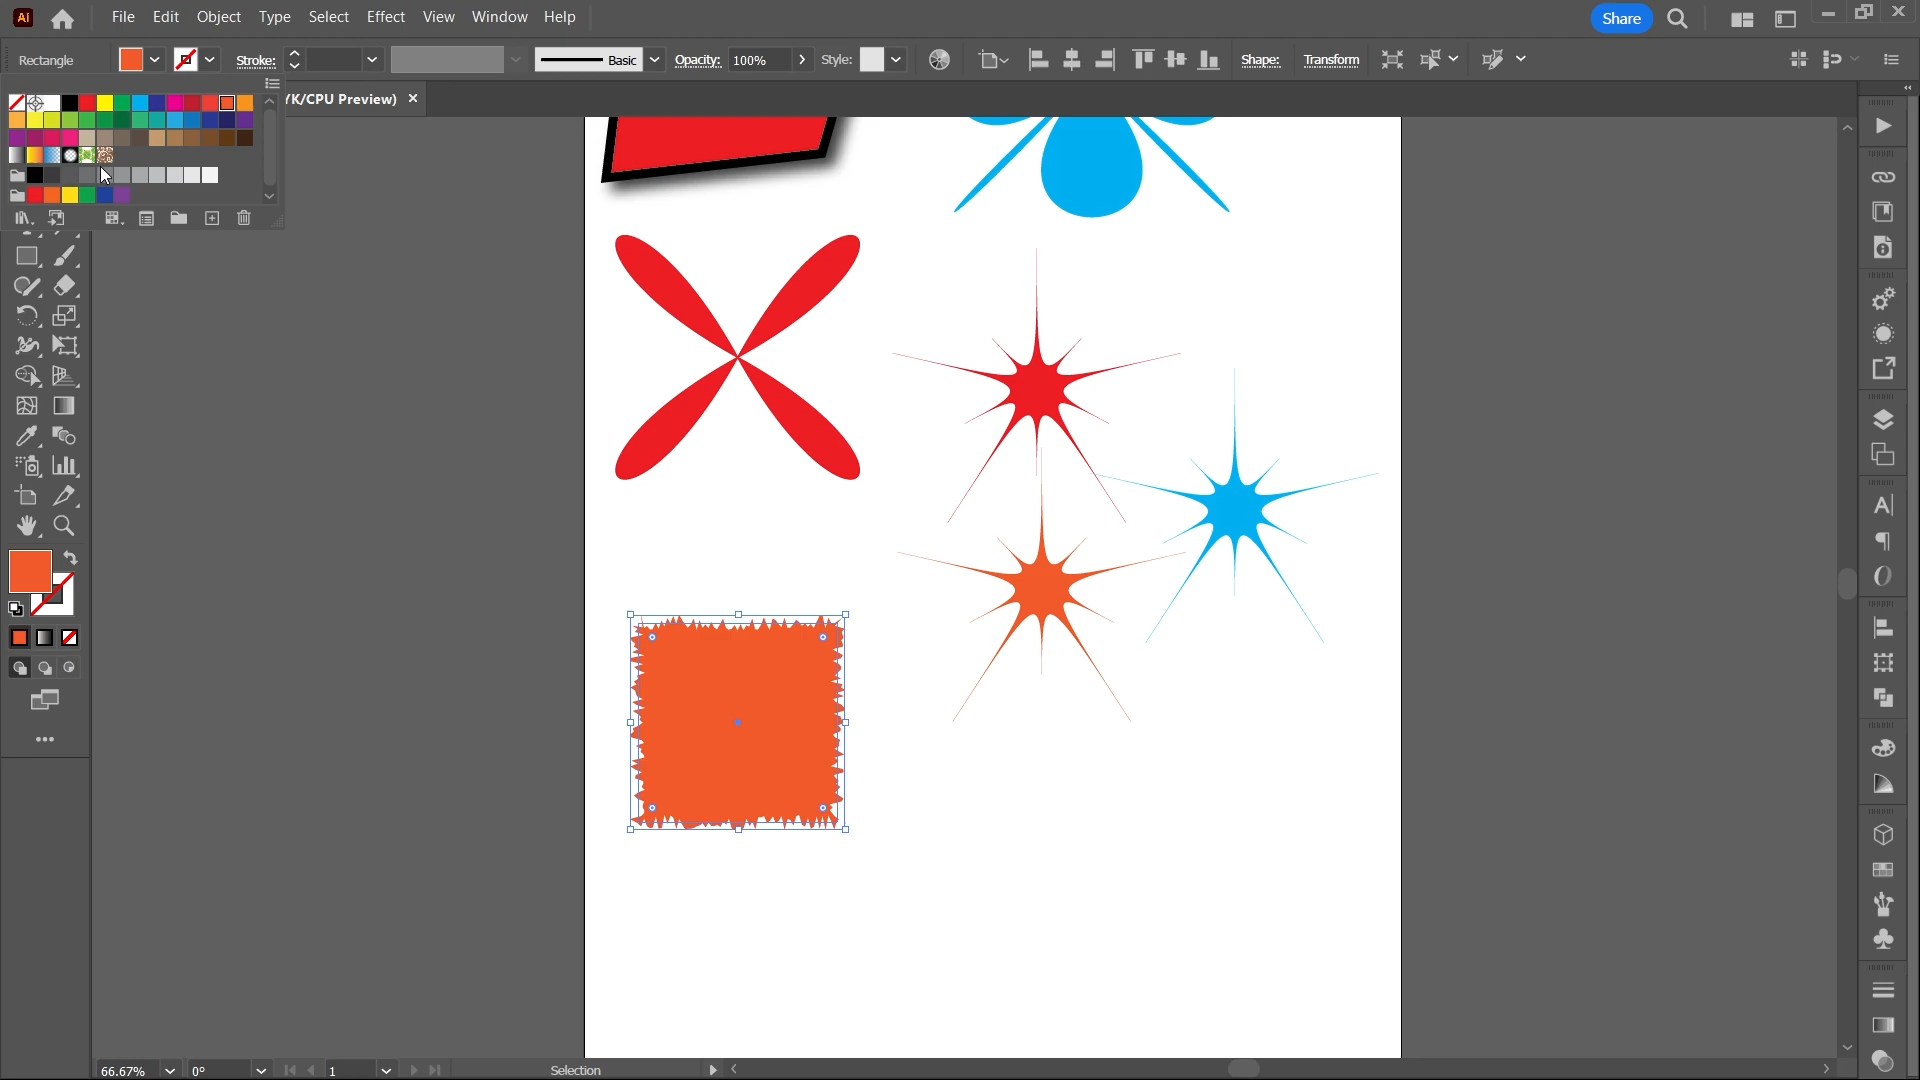 Ai File Edit Object Type Select Effect View Window Help Share
Rectangle Stroke: Basic Opacity: 100% Style: Shape: Transform
YK/CPU Preview) ×
66.67% 0° 1 Selection